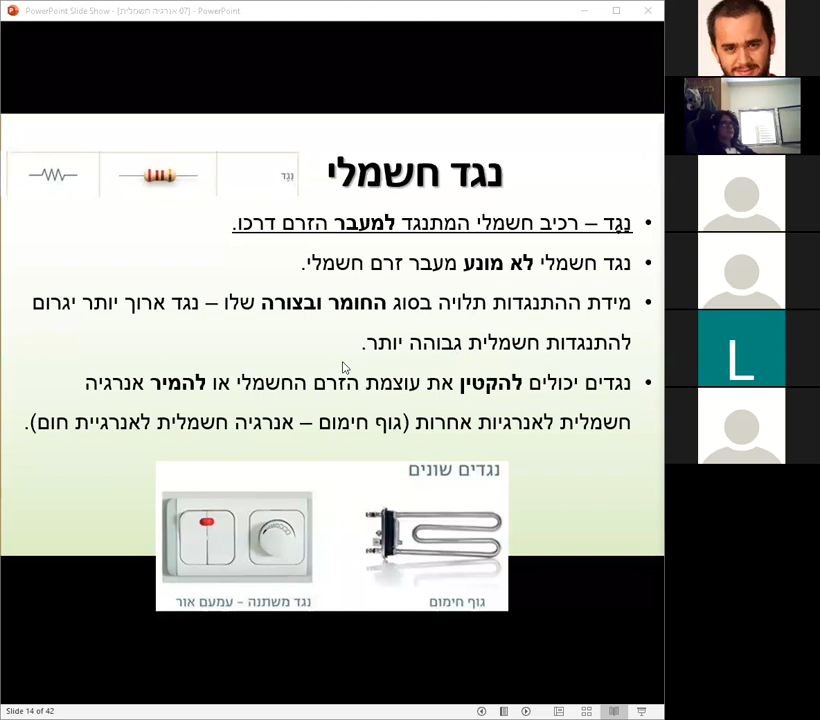 PowerPoint Slide Show - [07 אנרגיה חשמלית] - PowerPoint
נגד חשמלי
נַגָּד
נַגָּד – רכיב חשמלי המתנגד למעבר הזרם דרכו.
נגד חשמלי לא מונע מעבר זרם חשמלי.
מידת ההתנגדות תלויה בסוג החומר ובצורה שלו – נגד ארוך יותר יגרום
להתנגדות חשמלית גבוהה יותר.
נגדים יכולים להקטין את עוצמת הזרם החשמלי או להמיר אנרגיה
חשמלית לאנרגיות אחרות (גוף חימום – אנרגיה חשמלית לאנרגיית חום).
נגדים שונים
גוף חימום
נגד משתנה - עמעם אור
L
Slide 14 of 42